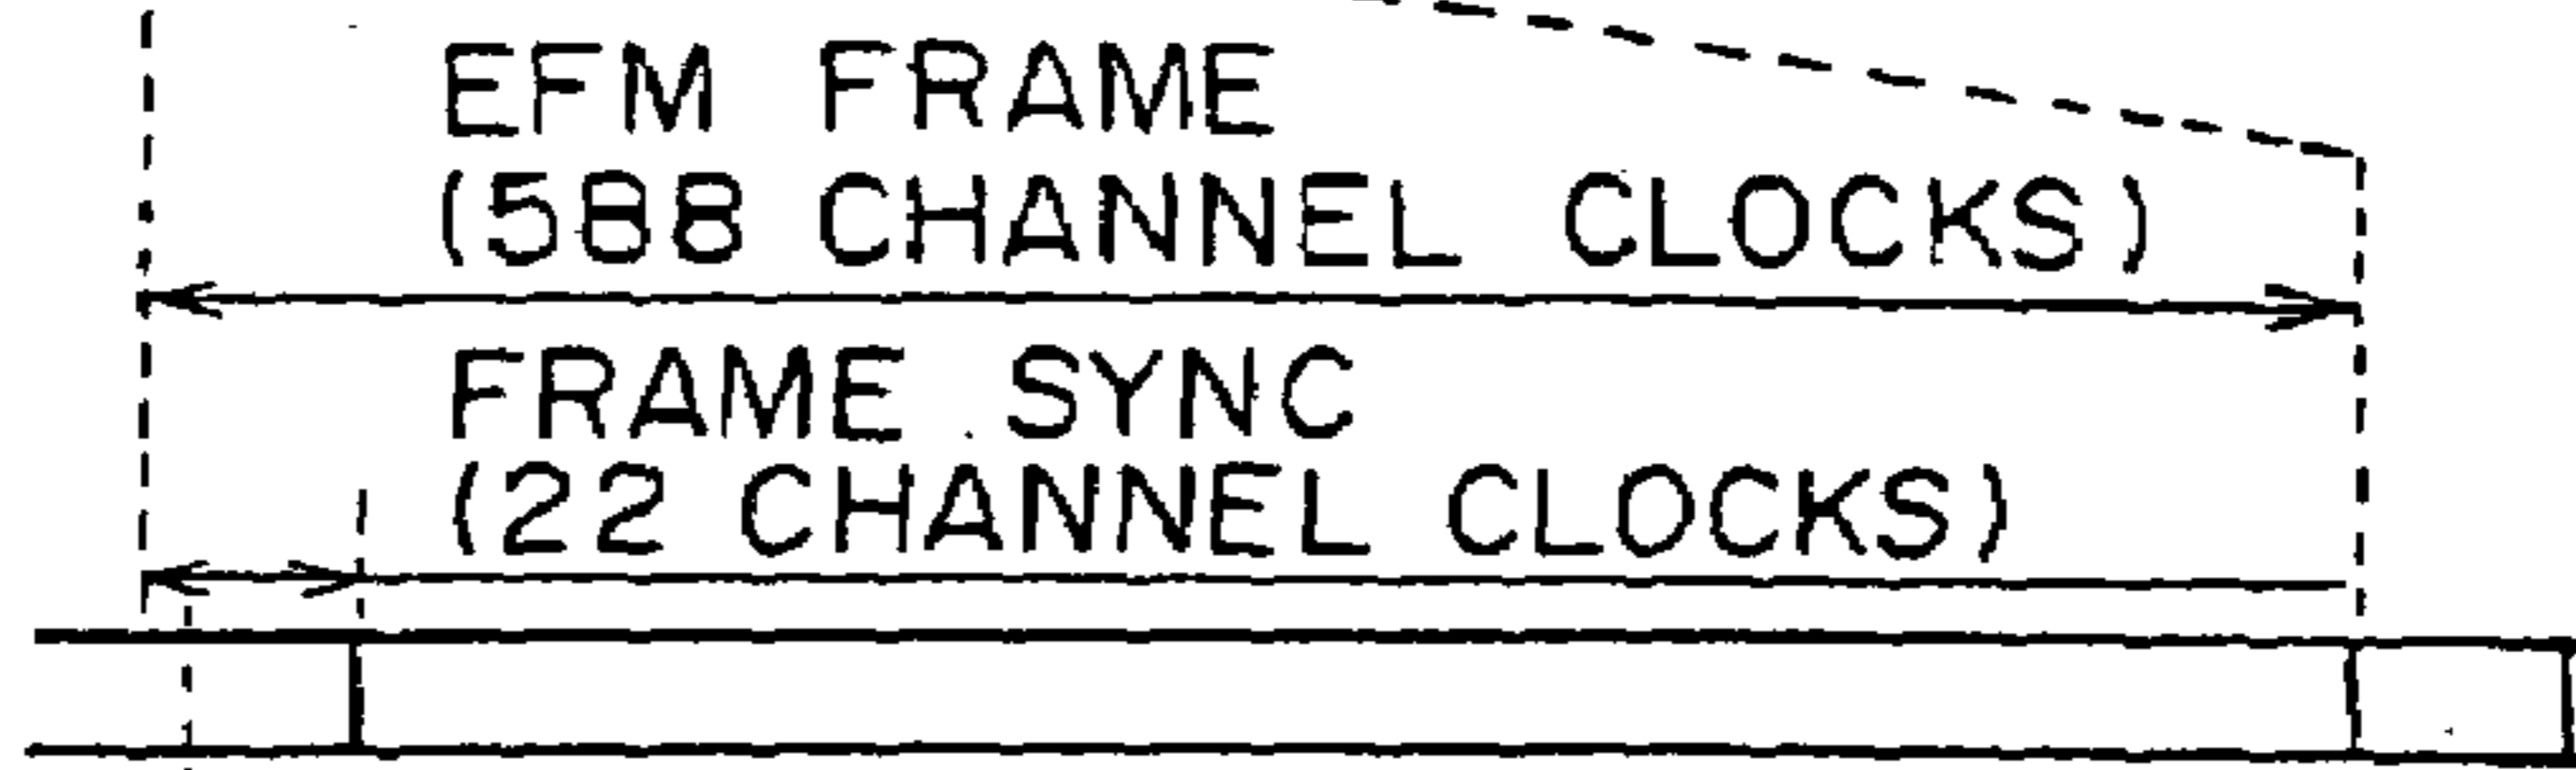 EFM FRAME
(588 CHANNEL CLOCKS)
FRAME SYNC
(22 CHANNEL CLOCKS)